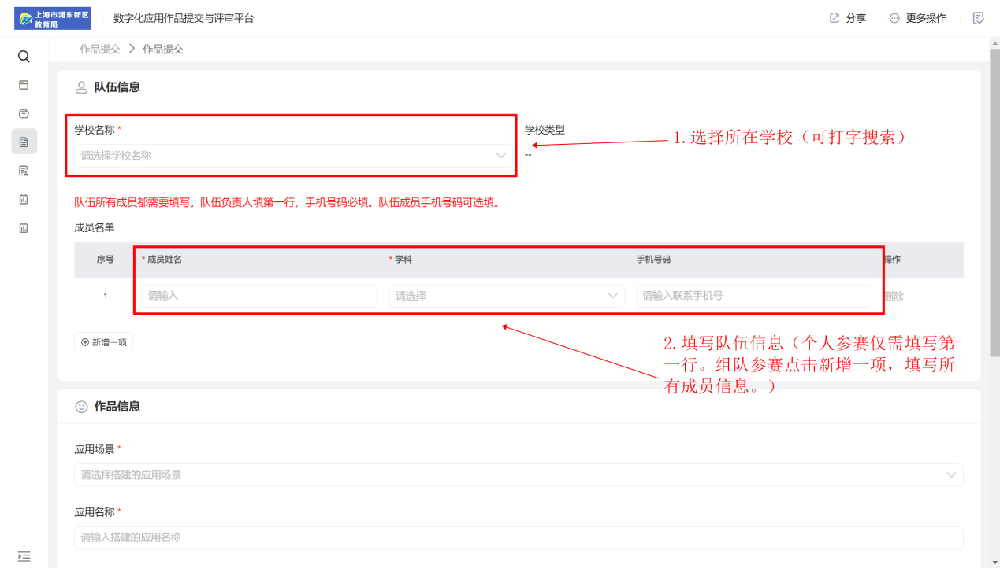 上海市浦东新区
教育局
数字化应用作品提交与评审平台
分享
更多操作
作品提交 > 作品提交
队伍信息
学校名称 *
学校类型
请选择学校名称
--
1.选择所在学校（可打字搜索）
队伍所有成员都需要填写。队伍负责人填第一行，手机号码必填。队伍成员手机号码可选填。
成员名单
序号 * 成员姓名 * 学科 手机号码 操作
1 请输入 请选择 请输入联系手机号 删除
新增一项
2.填写队伍信息（个人参赛仅需填写第
一行。组队参赛点击新增一项，填写所
有成员信息。）
作品信息
应用场景 *
请选择搭建的应用场景
应用名称 *
请输入搭建的应用名称